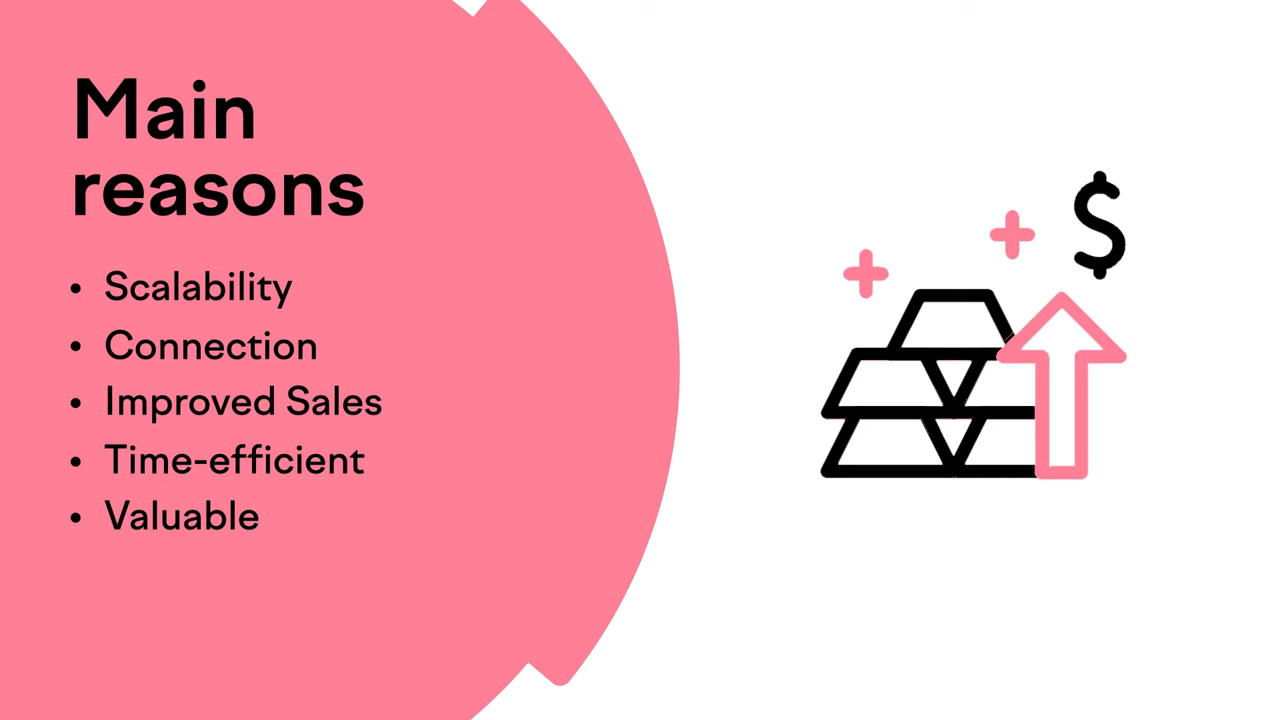 Main
reasons
• Scalability
• Connection
• Improved Sales
• Time-efficient
• Valuable
$